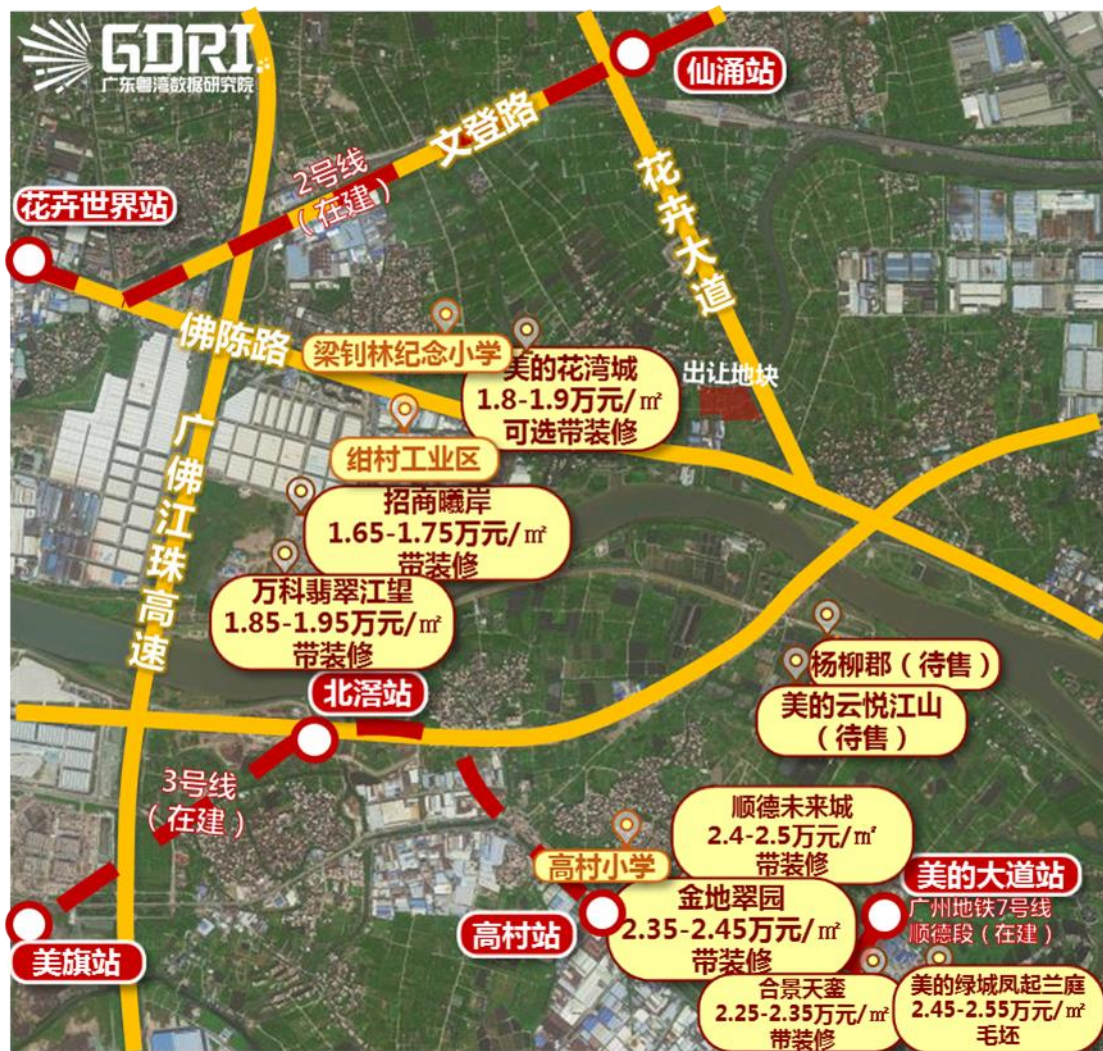 GDRI
广东粤湾数据研究院
仙涌站
文登路
2号线
（在建）
花卉世界站
花卉大道
佛陈路
梁钊林纪念小学
美的花湾城
1.8-1.9万元/㎡
可选带装修
出让地块
绀村工业区
广佛江珠高速
招商曦岸
1.65-1.75万元/㎡
带装修
万科翡翠江望
1.85-1.95万元/㎡
带装修
杨柳郡（待售）
北滘站
美的云悦江山
（待售）
3号线
（在建）
顺德未来城
2.4-2.5万元/㎡
带装修
高村小学
美的大道站
广州地铁7号线
顺德段（在建）
金地翠园
2.35-2.45万元/㎡
带装修
高村站
美旗站
合景天銮
2.25-2.35万元/㎡
带装修
美的绿城凤起兰庭
2.45-2.55万元/㎡
毛坯